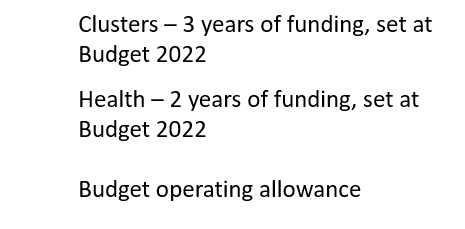 Clusters – 3 years of funding, set at
Budget 2022
Health – 2 years of funding, set at
Budget 2022
Budget operating allowance